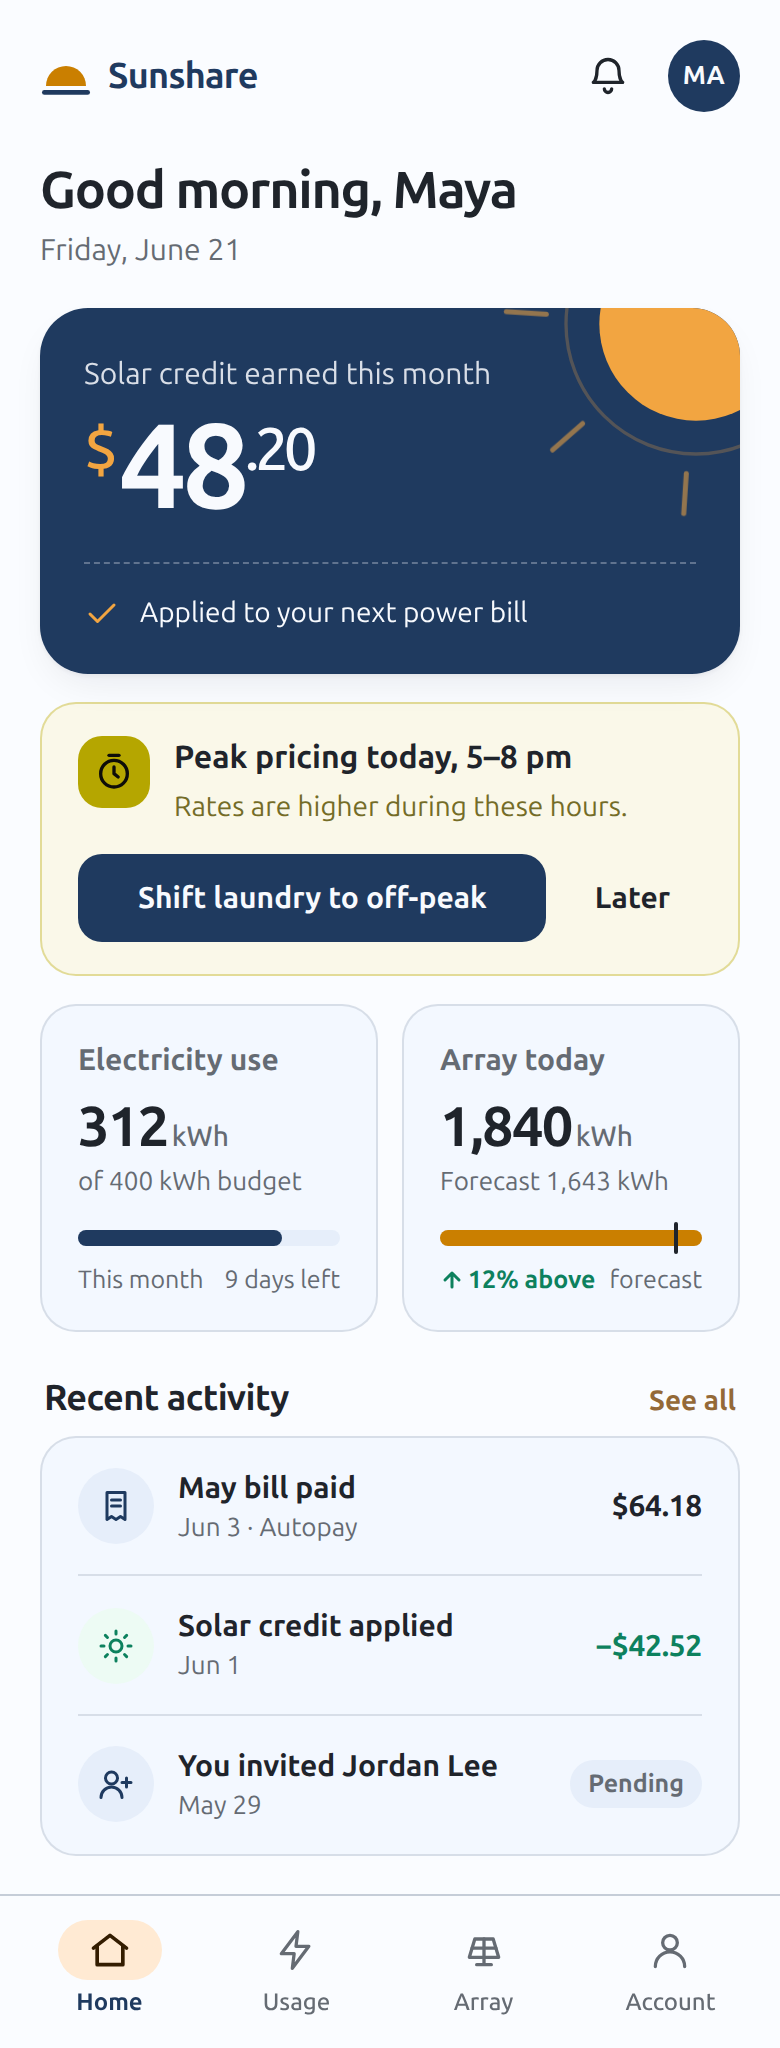 Sunshare
MA
Good morning, Maya
Friday, June 21
Solar credit earned this month
$48.20
Applied to your next power bill
Peak pricing today, 5–8 pm
Rates are higher during these hours.
Shift laundry to off-peak
Later
Electricity use
312 kWh
of 400 kWh budget
This month 9 days left
Array today
1,840 kWh
Forecast 1,643 kWh
↑ 12% above forecast
Recent activity
See all
May bill paid
Jun 3 · Autopay
$64.18
Solar credit applied
Jun 1
−$42.52
You invited Jordan Lee
May 29
Pending
Home
Usage
Array
Account